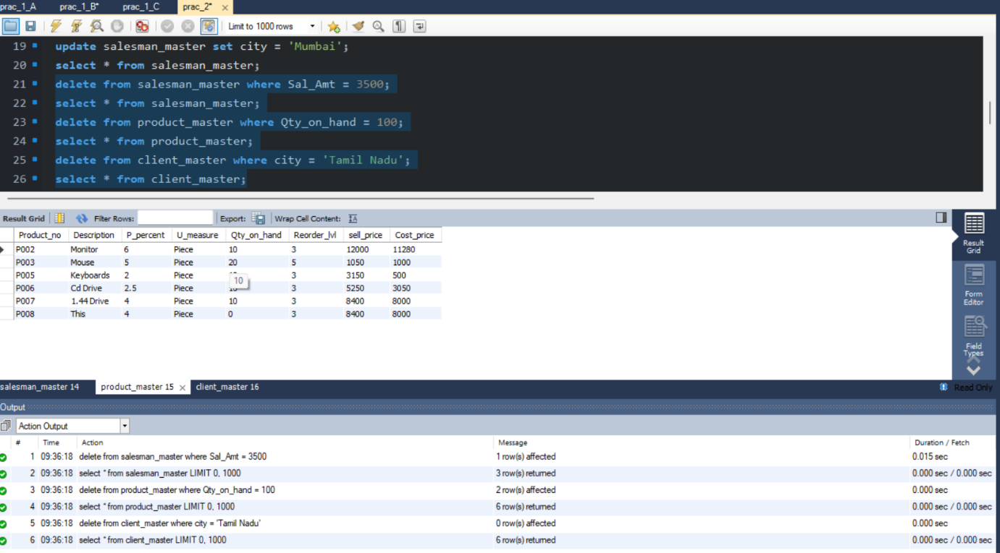 prac_1_A prac_1_B* prac_1_C prac_2* ×
Limit to 1000 rows
19 update salesman_master set city = 'Mumbai';
20 select * from salesman_master;
21 delete from salesman_master where Sal_Amt = 3500;
22 select * from salesman_master;
23 delete from product_master where Qty_on_hand = 100;
24 select * from product_master;
25 delete from client_master where city = 'Tamil Nadu';
26 select * from client_master;
Result Grid Filter Rows: Export: Wrap Cell Content: IA
Product_no Description P_percent U_measure Qty_on_hand Reorder_lvl sell_price Cost_price
P002 Monitor 6 Piece 10 3 12000 11280
P003 Mouse 5 Piece 20 5 1050 1000
P005 Keyboards 2 Piece 3 3150 500
10
P006 Cd Drive 2.5 Piece 3 5250 3050
P007 1.44 Drive 4 Piece 10 3 8400 8000
P008 This 4 Piece 0 3 8400 8000
Result
Grid
Form
Editor
Field
Types
salesman_master 14 product_master 15 × client_master 16 Read Only
Output
Action Output
# Time Action Message Duration / Fetch
1 09:36:18 delete from salesman_master where Sal_Amt = 3500 1 row(s) affected 0.015 sec
2 09:36:18 select * from salesman_master LIMIT 0, 1000 3 row(s) returned 0.000 sec / 0.000 sec
3 09:36:18 delete from product_master where Qty_on_hand = 100 2 row(s) affected 0.000 sec
4 09:36:18 select * from product_master LIMIT 0, 1000 6 row(s) returned 0.000 sec / 0.000 sec
5 09:36:18 delete from client_master where city = 'Tamil Nadu' 0 row(s) affected 0.000 sec
6 09:36:18 select * from client_master LIMIT 0, 1000 6 row(s) returned 0.000 sec / 0.000 sec